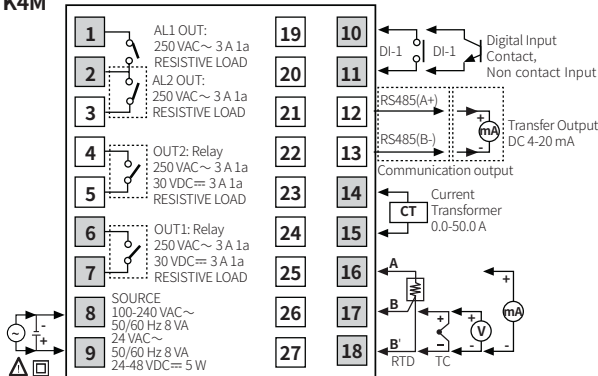 K4M
1
2
3
4
5
6
7
8
9
AL1 OUT:
250 VAC～ 3 A 1a
RESISTIVE LOAD
AL2 OUT:
250 VAC～ 3 A 1a
RESISTIVE LOAD
OUT2: Relay
250 VAC～ 3 A 1a
30 VDC⎓ 3 A 1a
RESISTIVE LOAD
OUT1: Relay
250 VAC～ 3 A 1a
30 VDC⎓ 3 A 1a
RESISTIVE LOAD
SOURCE
100-240 VAC～
50/60 Hz 8 VA
24 VAC～
50/60 Hz 8 VA
24-48 VDC⎓ 5 W
~
-
+
19
20
21
22
23
24
25
26
27
10
11
12
13
14
15
16
17
18
DI-1
DI-1
Digital Input
Contact,
Non contact Input
RS485(A+)
RS485(B-)
+
mA
-
Transfer Output
DC 4-20 mA
Communication output
CT
Current
Transformer
0.0-50.0 A
A
B
B'
RTD
+
-
TC
+
V
-
+
mA
-